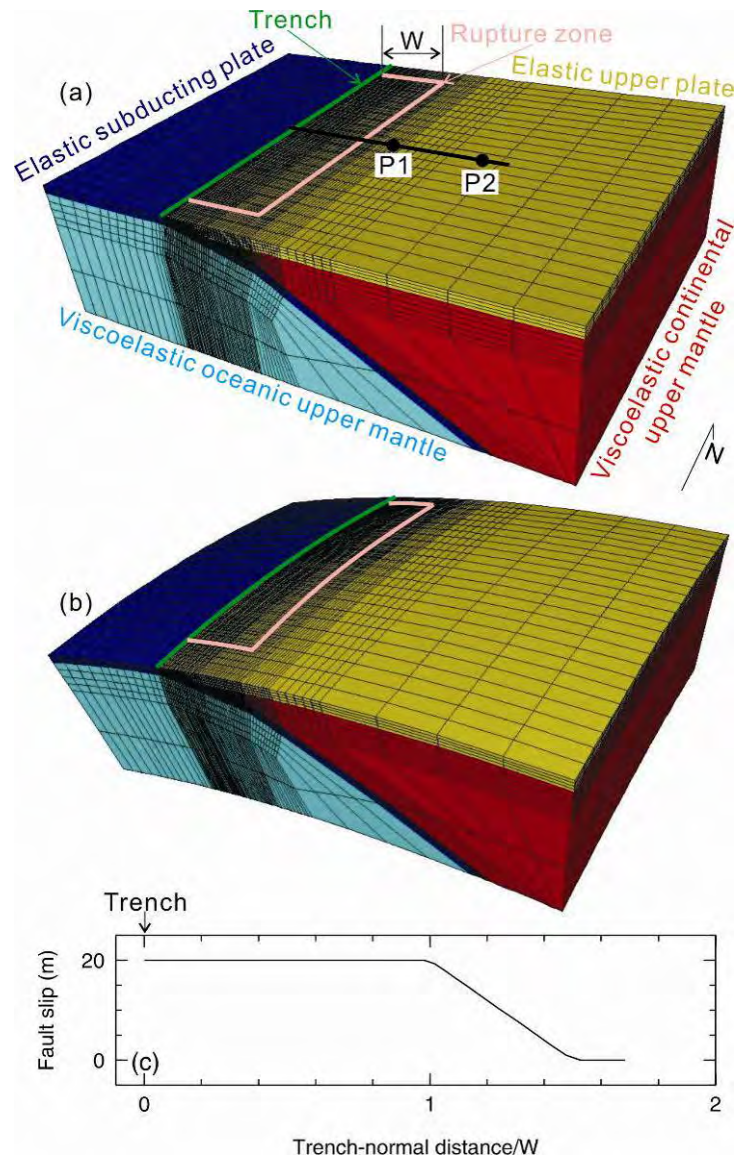 Trench
W
Rupture zone
Elastic upper plate
(a)
Elastic subducting plate
P1
P2
Viscoelastic oceanic upper mantle
Viscoelastic continental
upper mantle
N
(b)
Trench
20
Fault slip (m)
0
(c)
0
1
2
Trench-normal distance/W